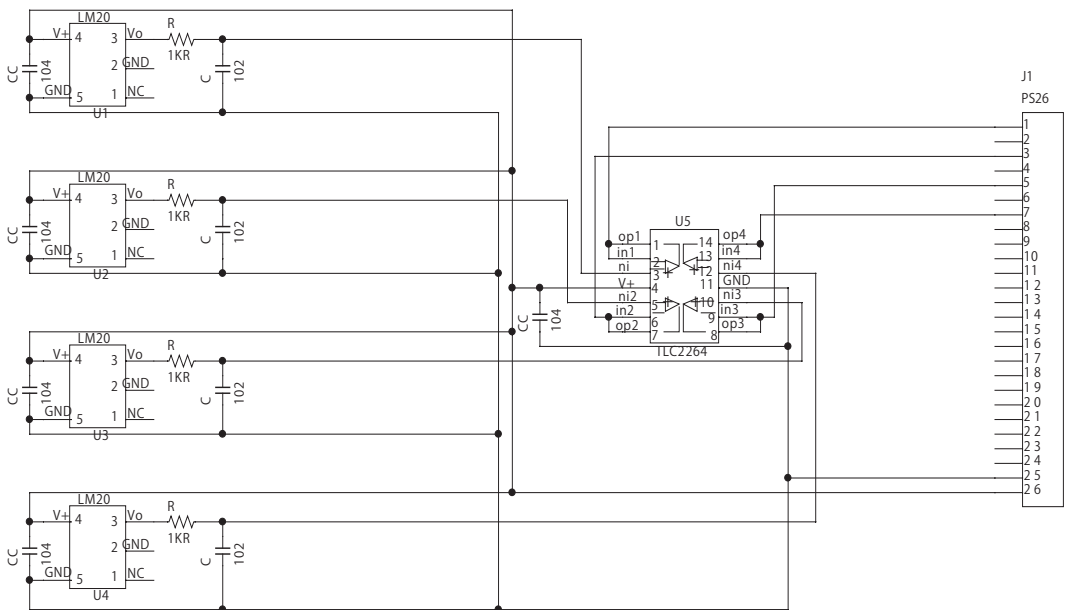 LM20
V+ 4 3 Vo R
1KR
CC 104 2 GND C 102
GND 5 1 NC
U1
LM20
V+ 4 3 Vo R
1KR
CC 104 2 GND C 102
GND 5 1 NC
U2
LM20
V+ 4 3 Vo R
1KR
CC 104 2 GND C 102
GND 5 1 NC
U3
LM20
V+ 4 3 Vo R
1KR
CC 104 2 GND C 102
GND 5 1 NC
U4
U5
op1 1 14 op4
in1 2 13 in4
ni 3 12 ni4
V+ 4 11 GND
ni2 5 10 ni3
in2 6 9 in3
op2 7 8 op3
TLC2264
CC 104
J1
PS26
1
2
3
4
5
6
7
8
9
10
11
12
13
14
15
16
17
18
19
20
21
22
23
24
25
26